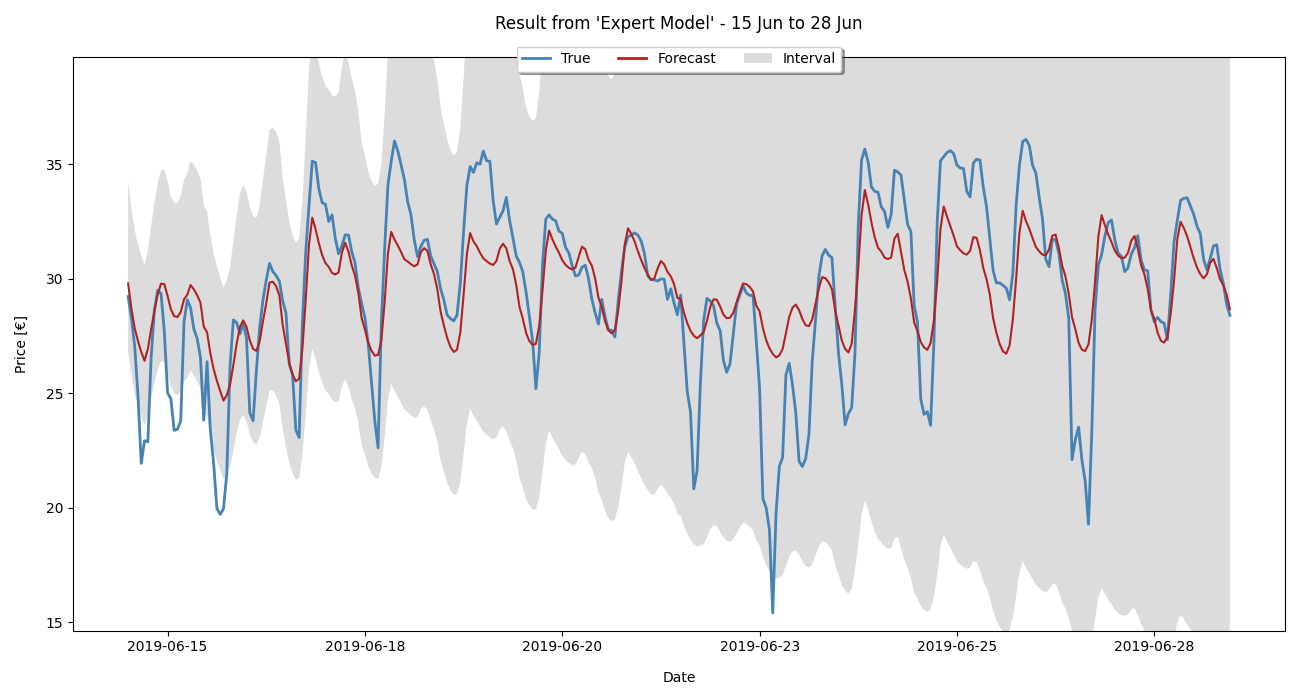 Result from 'Expert Model' - 15 Jun to 28 Jun
True Forecast Interval
Price [€]
35
30
25
20
15
2019-06-15 2019-06-18 2019-06-20 2019-06-23 2019-06-25 2019-06-28
Date